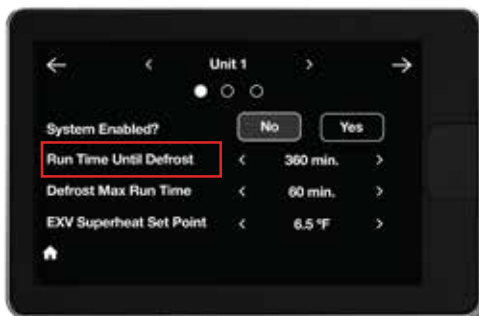 Unit 1
System Enabled? No Yes
Run Time Until Defrost 360 min.
Defrost Max Run Time 60 min.
EXV Superheat Set Point 6.5 °F